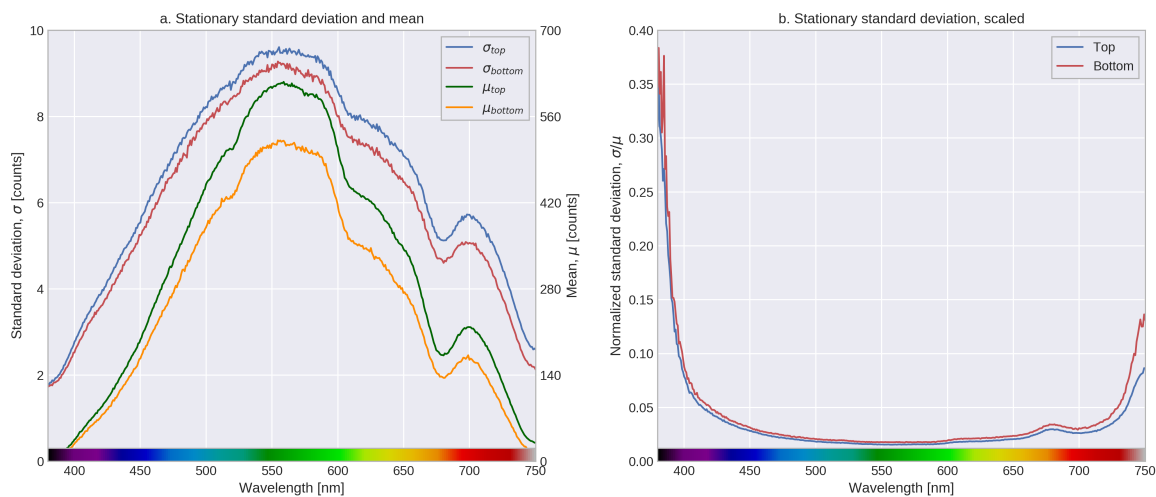 a. Stationary standard deviation and mean
10
8
6
4
2
0
Standard deviation, σ [counts]
700
560
420
280
140
0
Mean, μ [counts]
σtop
σbottom
μtop
μbottom
400 450 500 550 600 650 700 750
Wavelength [nm]
b. Stationary standard deviation, scaled
0.40
0.35
0.30
0.25
0.20
0.15
0.10
0.05
0.00
Normalized standard deviation, σ/μ
Top
Bottom
400 450 500 550 600 650 700 750
Wavelength [nm]